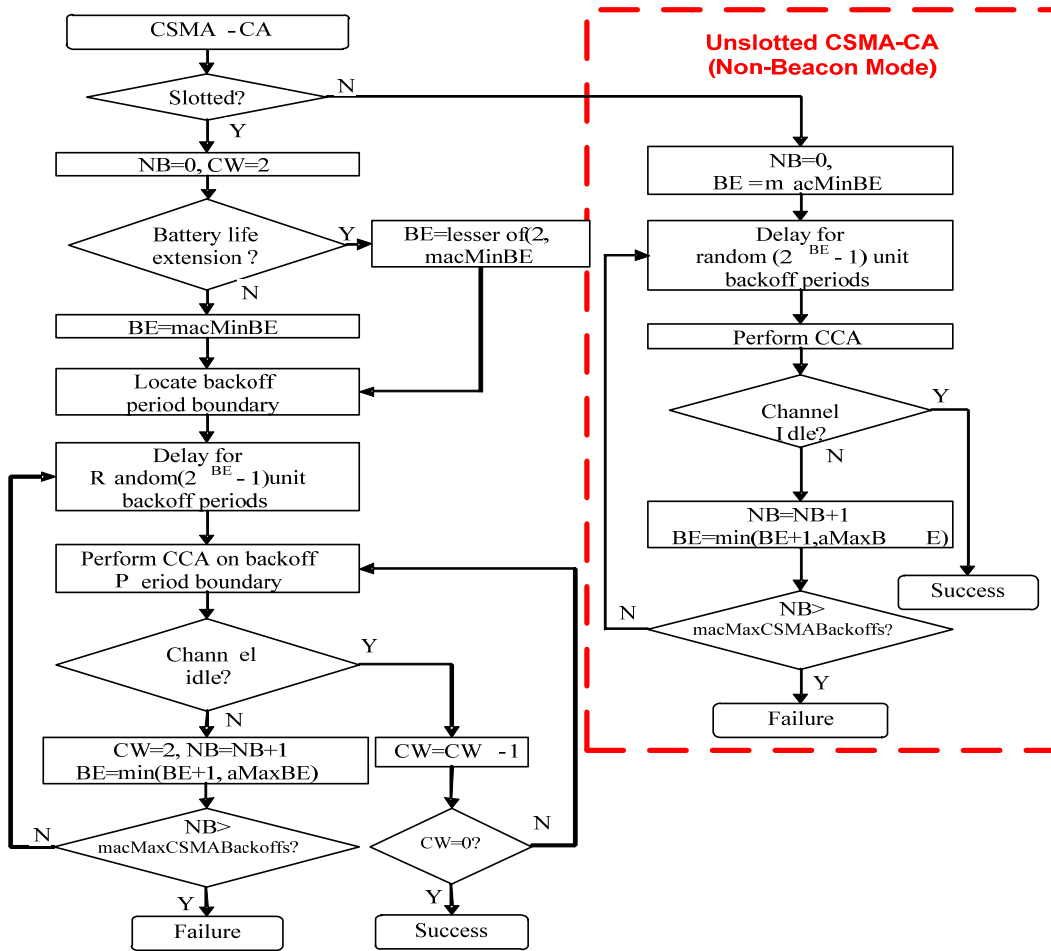 CSMA - CA
Slotted?
N
Y
NB=0, CW=2
Battery life
extension ?
Y
BE=lesser of(2,
macMinBE
N
BE=macMinBE
Locate backoff
period boundary
Delay for
R andom(2 BE - 1)unit
backoff periods
Perform CCA on backoff
P eriod boundary
Chann el
idle?
Y
N
CW=2, NB=NB+1
BE=min(BE+1, aMaxBE)
CW=CW - 1
N
NB>
macMaxCSMABackoffs?
CW=0?
N
Y
Y
Failure
Success
Unslotted CSMA-CA
(Non-Beacon Mode)
NB=0,
BE =m acMinBE
Delay for
random (2 BE - 1) unit
backoff periods
Perform CCA
Channel
I dle?
Y
N
NB=NB+1
BE=min(BE+1,aMaxB E)
Success
N
NB>
macMaxCSMABackoffs?
Y
Failure